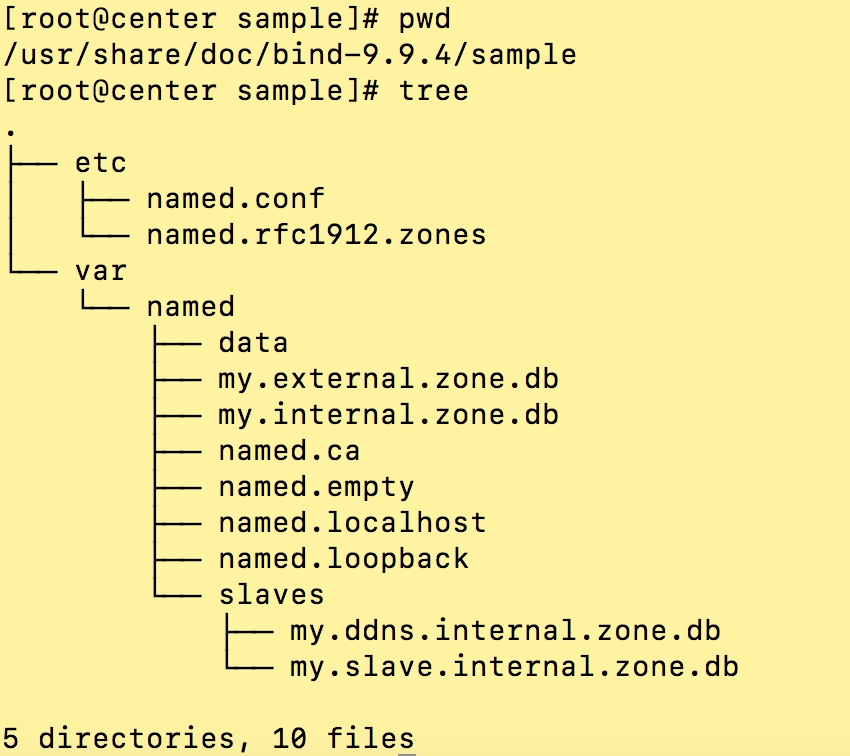 [root@center sample]# pwd
/usr/share/doc/bind-9.9.4/sample
[root@center sample]# tree
.
├── etc
│   ├── named.conf
│   └── named.rfc1912.zones
└── var
    └── named
        ├── data
        ├── my.external.zone.db
        ├── my.internal.zone.db
        ├── named.ca
        ├── named.empty
        ├── named.localhost
        ├── named.loopback
        └── slaves
            ├── my.ddns.internal.zone.db
            └── my.slave.internal.zone.db
5 directories, 10 files